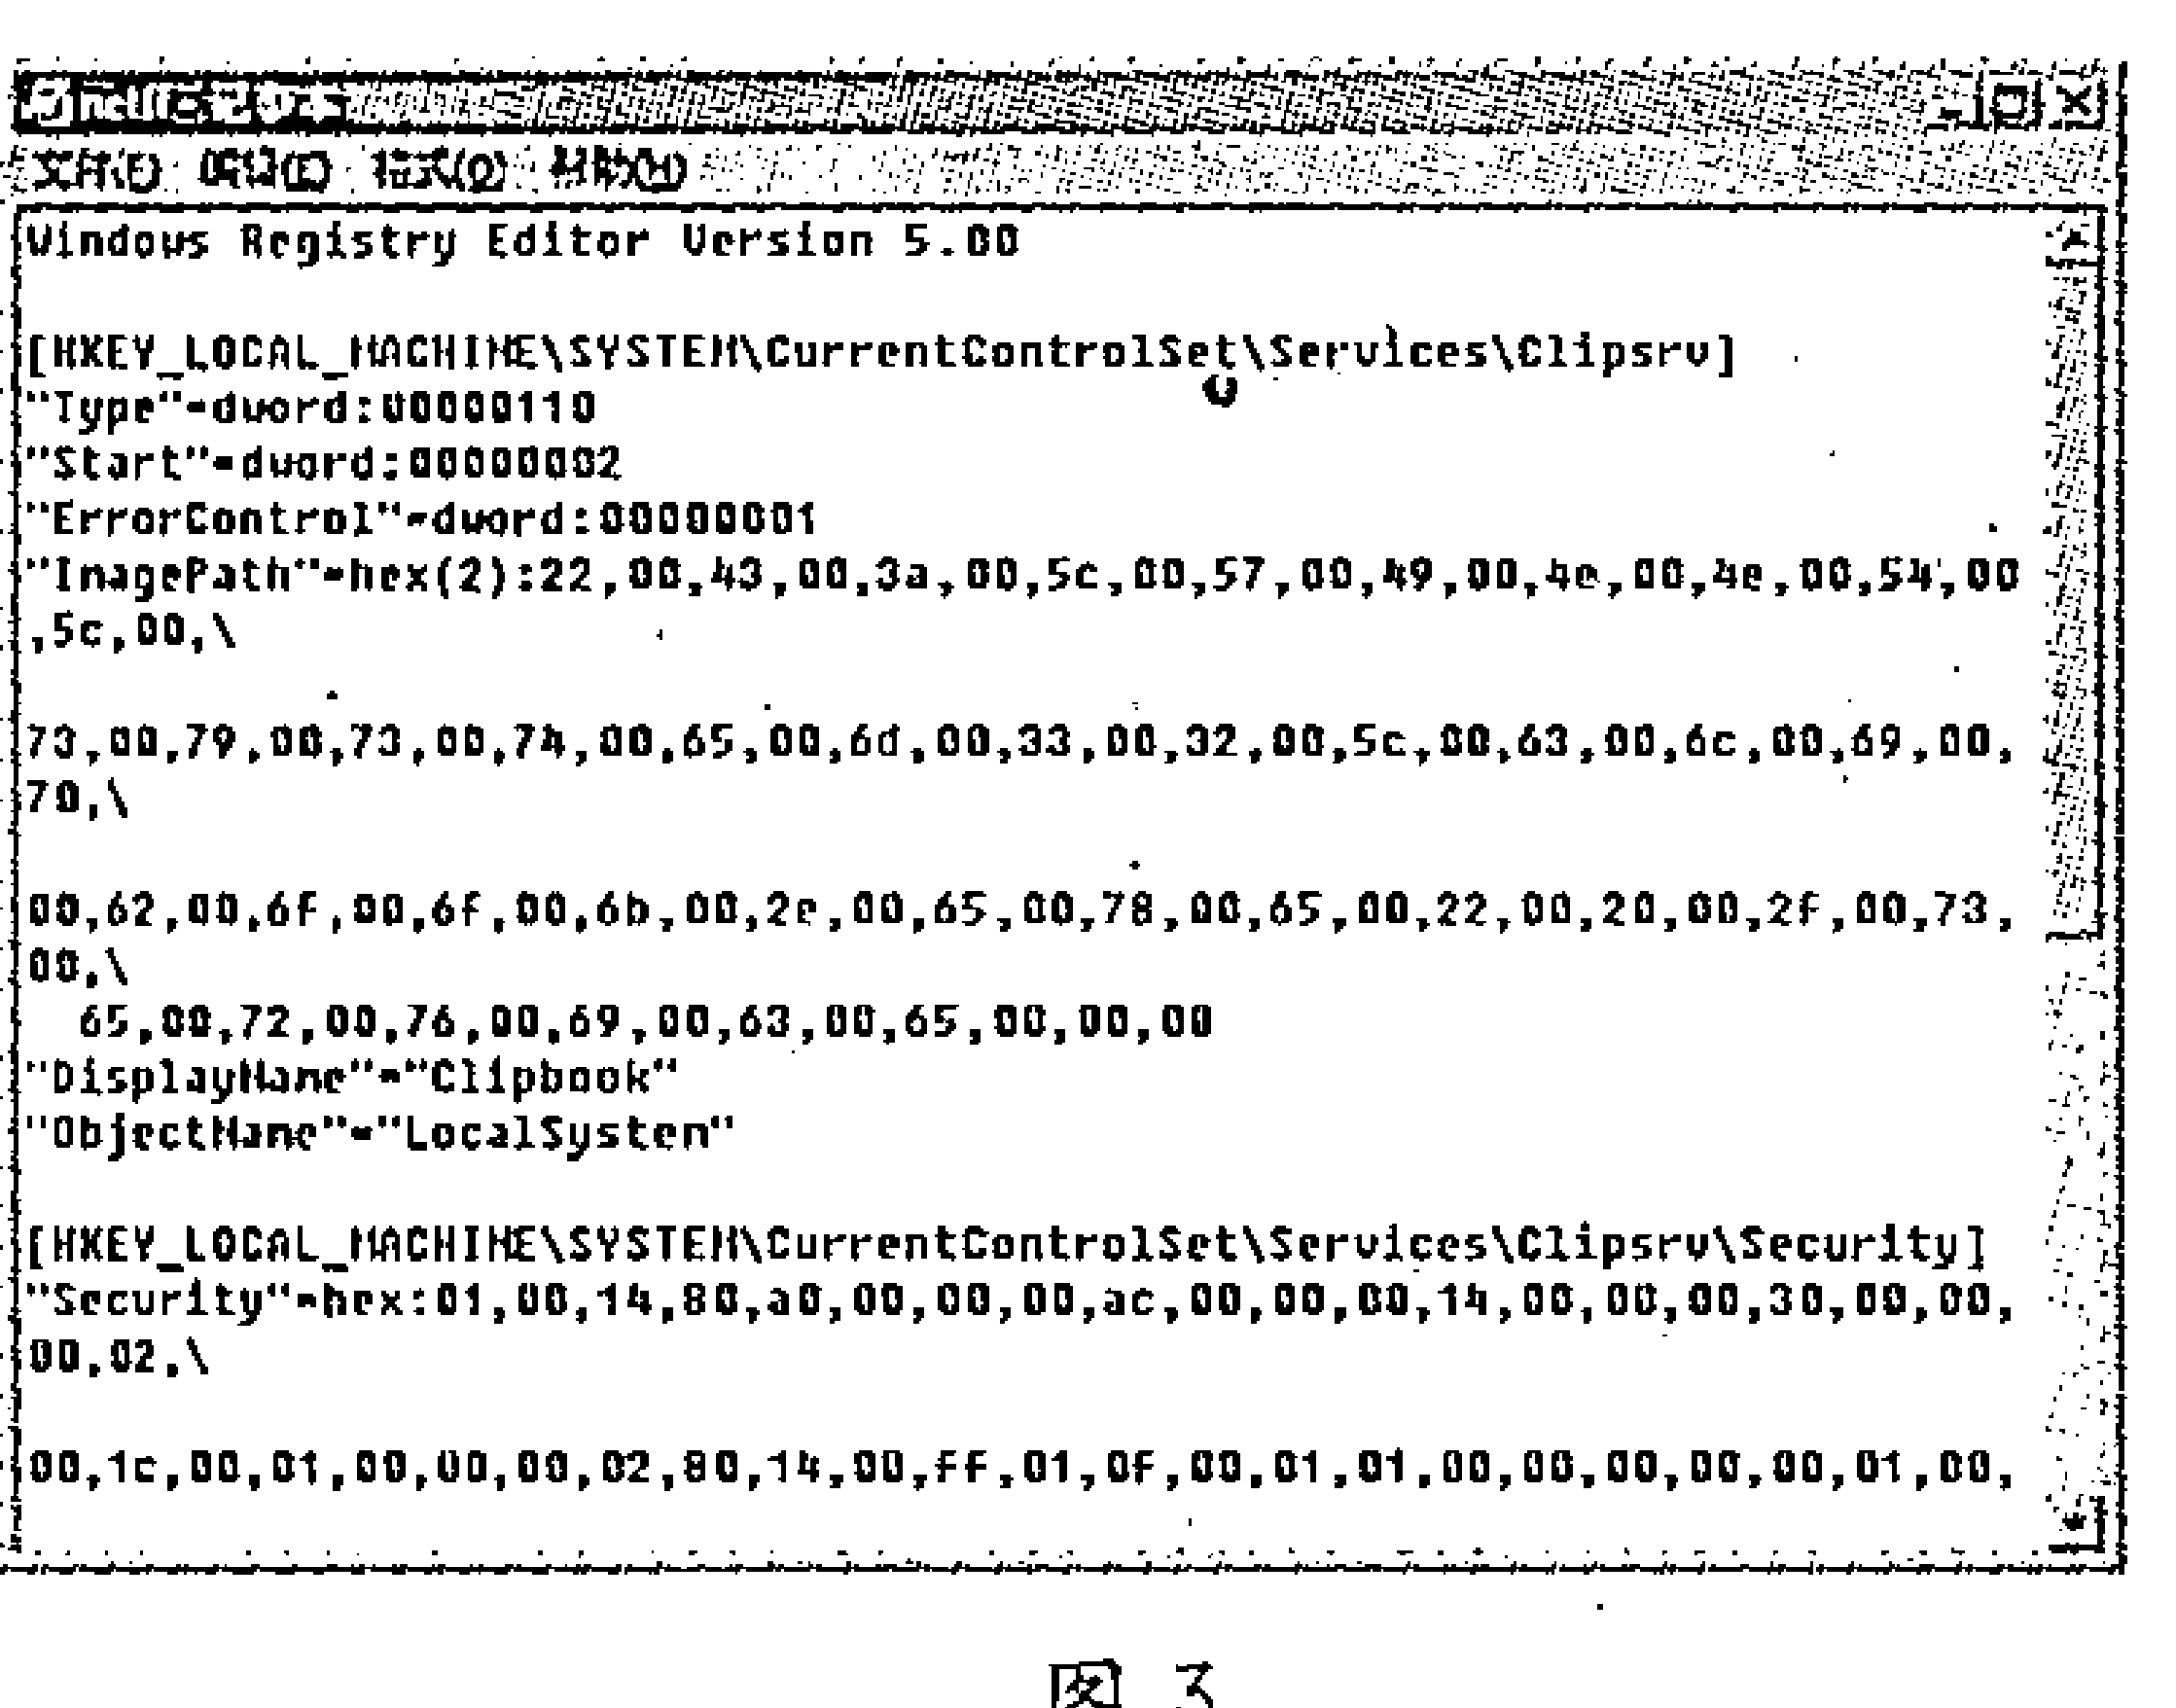 文件(F) 编辑(E) 格式(O) 帮助(H)
Windows Registry Editor Version 5.00
[HKEY_LOCAL_MACHINE\SYSTEM\CurrentControlSet\Services\Clipsrv]
"Type"=dword:00000110
"Start"=dword:00000002
"ErrorControl"=dword:00000001
"ImagePath"=hex(2):22,00,43,00,3a,00,5c,00,57,00,49,00,4e,00,4e,00,54,00
,5c,00,\
73,00,79,00,73,00,74,00,65,00,6d,00,33,00,32,00,5c,00,63,00,6c,00,69,00,
70,\
00,62,00,6f,00,6f,00,6b,00,2e,00,65,00,78,00,65,00,22,00,20,00,2f,00,73,
00,\
65,00,72,00,76,00,69,00,63,00,65,00,00,00
"DisplayName"="Clipbook"
"ObjectName"="LocalSystem"
[HKEY_LOCAL_MACHINE\SYSTEM\CurrentControlSet\Services\Clipsrv\Security]
"Security"=hex:01,00,14,80,a0,00,00,00,ac,00,00,00,14,00,00,00,30,00,00,
00,02,\
00,1c,00,01,00,00,00,02,80,14,00,ff,01,0f,00,01,01,00,00,00,00,00,01,00,
图 3